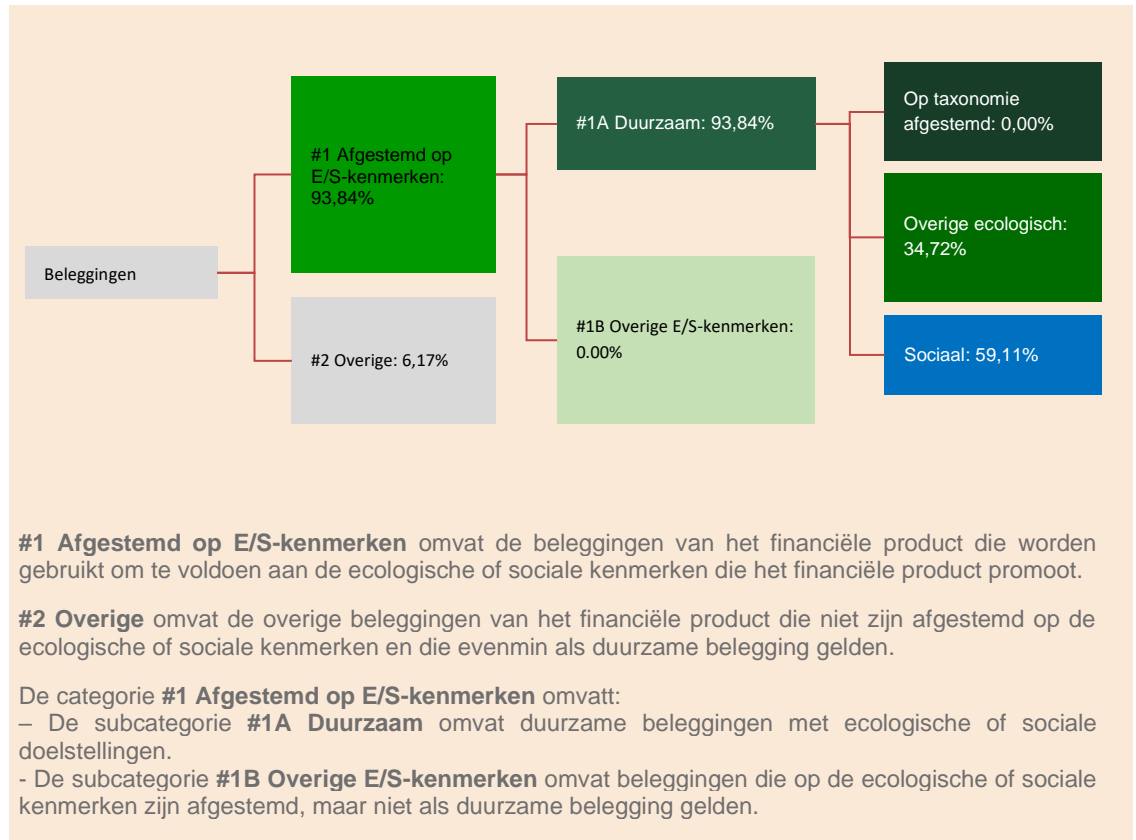 Op taxonomie
afgestemd: 0,00%
#1A Duurzaam: 93,84%
#1 Afgestemd op
E/S-kenmerken:
93,84%
Overige ecologisch:
34,72%
Beleggingen
#1B Overige E/S-kenmerken:
0.00%
#2 Overige: 6,17%
Sociaal: 59,11%
#1 Afgestemd op E/S-kenmerken omvat de beleggingen van het financiële product die worden
gebruikt om te voldoen aan de ecologische of sociale kenmerken die het financiële product promoot.
#2 Overige omvat de overige beleggingen van het financiële product die niet zijn afgestemd op de
ecologische of sociale kenmerken en die evenmin als duurzame belegging gelden.
De categorie #1 Afgestemd op E/S-kenmerken omvatt:
– De subcategorie #1A Duurzaam omvat duurzame beleggingen met ecologische of sociale
doelstellingen.
- De subcategorie #1B Overige E/S-kenmerken omvat beleggingen die op de ecologische of sociale
kenmerken zijn afgestemd, maar niet als duurzame belegging gelden.